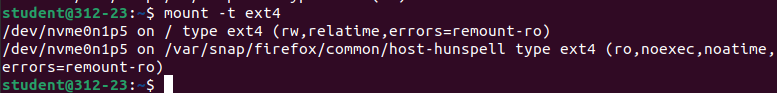 student@312-23:~$ mount -t ext4
/dev/nvme0n1p5 on / type ext4 (rw,relatime,errors=remount-ro)
/dev/nvme0n1p5 on /var/snap/firefox/common/host-hunspell type ext4 (ro,noexec,noatime,
errors=remount-ro)
student@312-23:~$